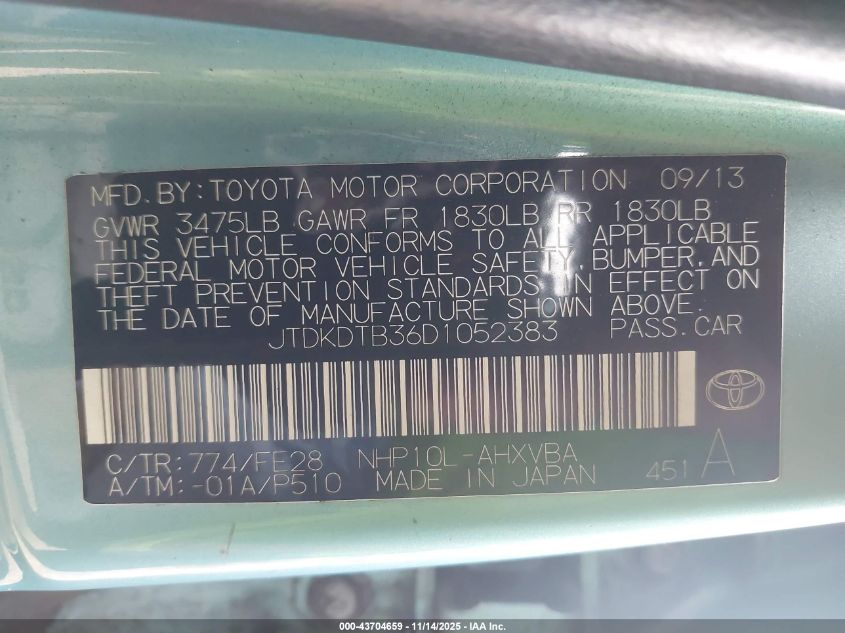 MFD.BY:TOYOTA MOTOR CORPORATION 09/13
GVWR 3475LB GAWR FR 1830LB RR 1830LB
THIS VEHICLE CONFORMS TO ALL APPLICABLE
FEDERAL MOTOR VEHICLE SAFETY,BUMPER,AND
THEFT PREVENTION STANDARDS IN EFFECT ON
THE DATE OF MANUFACTURE SHOWN ABOVE.
JTDKDTB36D1052383 PASS.CAR
C/TR:774/FE28 NHP10L-AHXVBA
A/TM:-01A/P510 MADE IN JAPAN 451 A
000-43704659 - 11/14/2025 - IAA Inc.